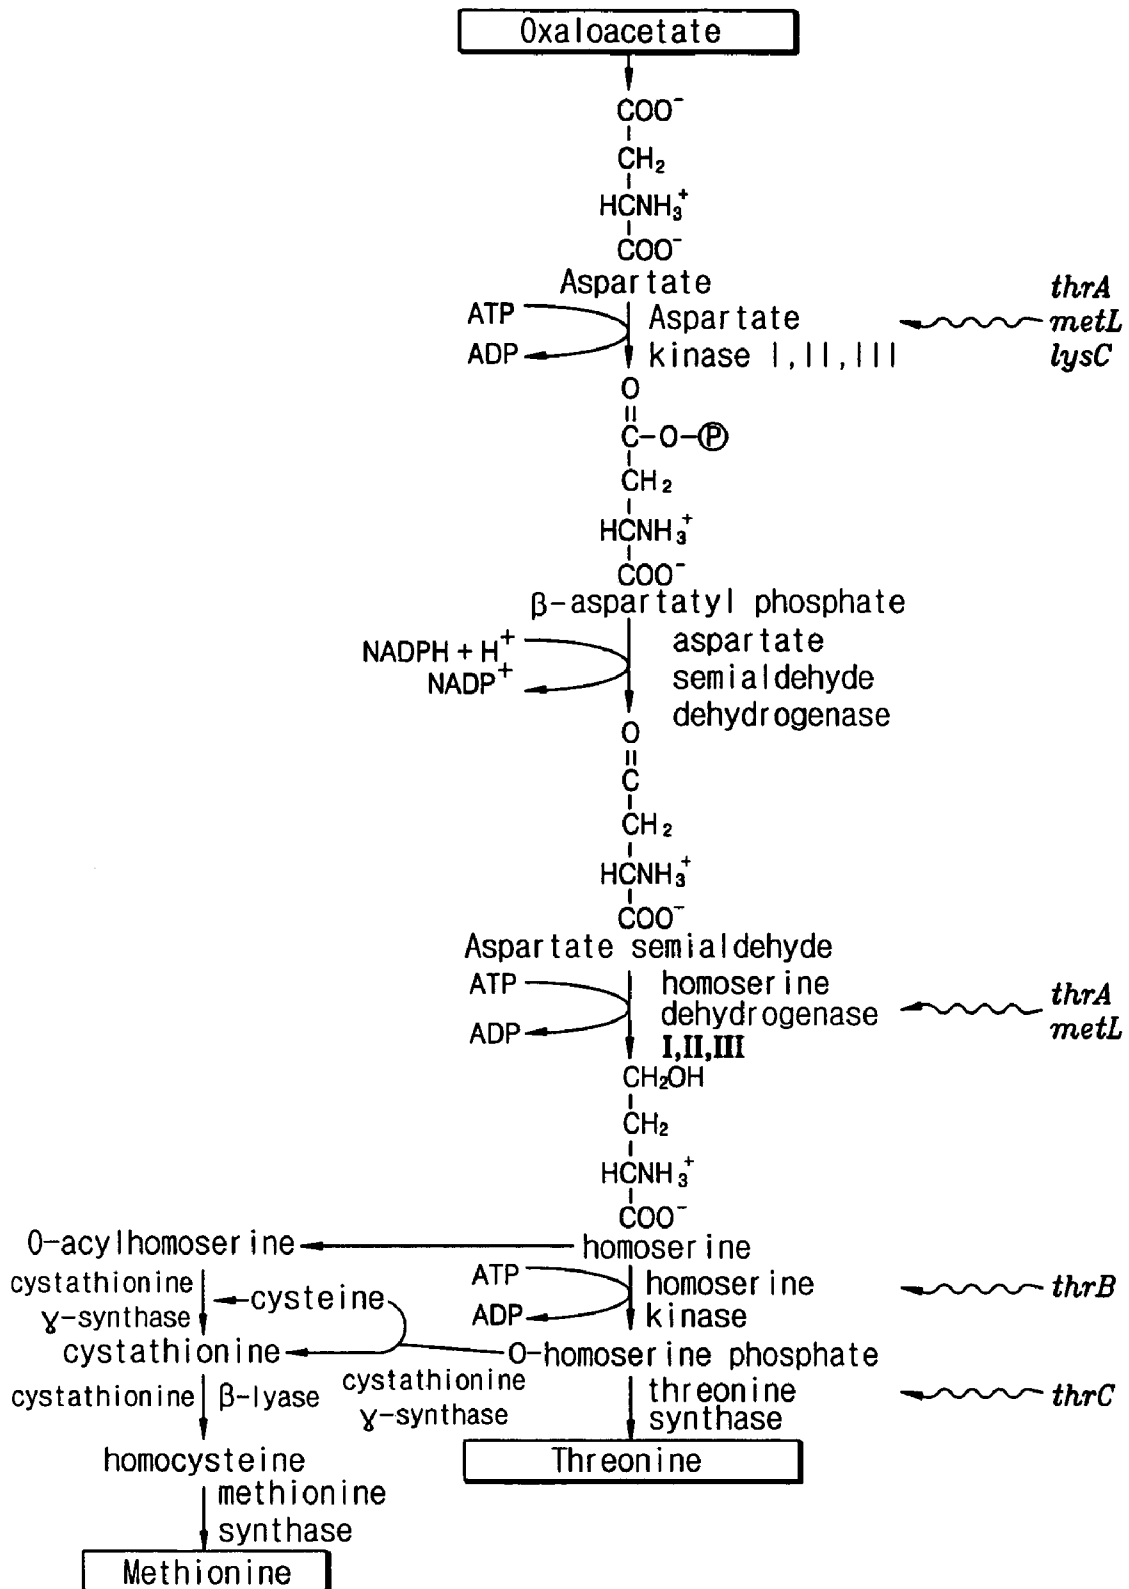 Oxaloacetate
COO⁻
CH₂
HCNH₃⁺
COO⁻
Aspartate
ATP
ADP
Aspartate
kinase I,II,III
thrA
metL
lysC
O
C-O-Ⓟ
CH₂
HCNH₃⁺
COO⁻
β-aspartatyl phosphate
NADPH + H⁺
NADP⁺
aspartate
semialdehyde
dehydrogenase
O
C
CH₂
HCNH₃⁺
COO⁻
Aspartate semialdehyde
ATP
ADP
homoserine
dehydrogenase
I,II,III
thrA
metL
CH₂OH
CH₂
HCNH₃⁺
COO⁻
O-acylhomoserine
homoserine
cystathionine
γ-synthase
cysteine
ATP
ADP
homoserine
kinase
thrB
cystathionine
O-homoserine phosphate
cystathionine
β-lyase
cystathionine
γ-synthase
threonine
synthase
thrC
homocysteine
Threonine
methionine
synthase
Methionine